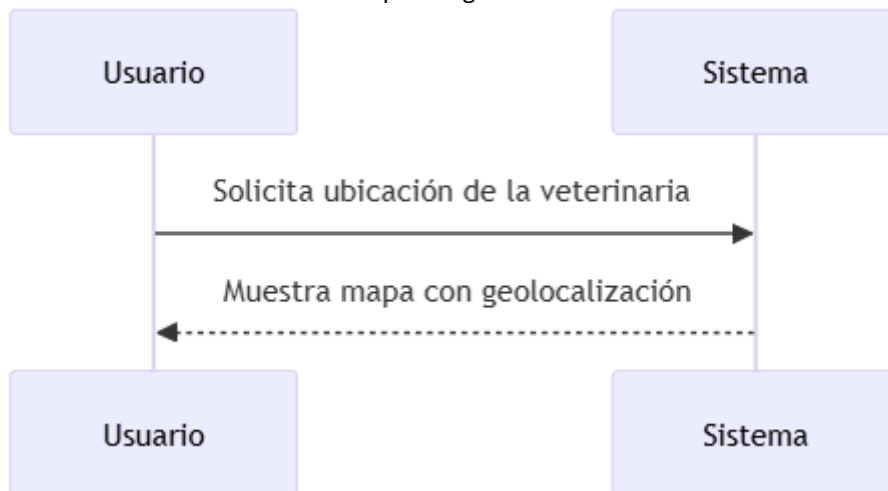 Usuario
Sistema
Solicita ubicación de la veterinaria
Muestra mapa con geolocalización
Usuario
Sistema